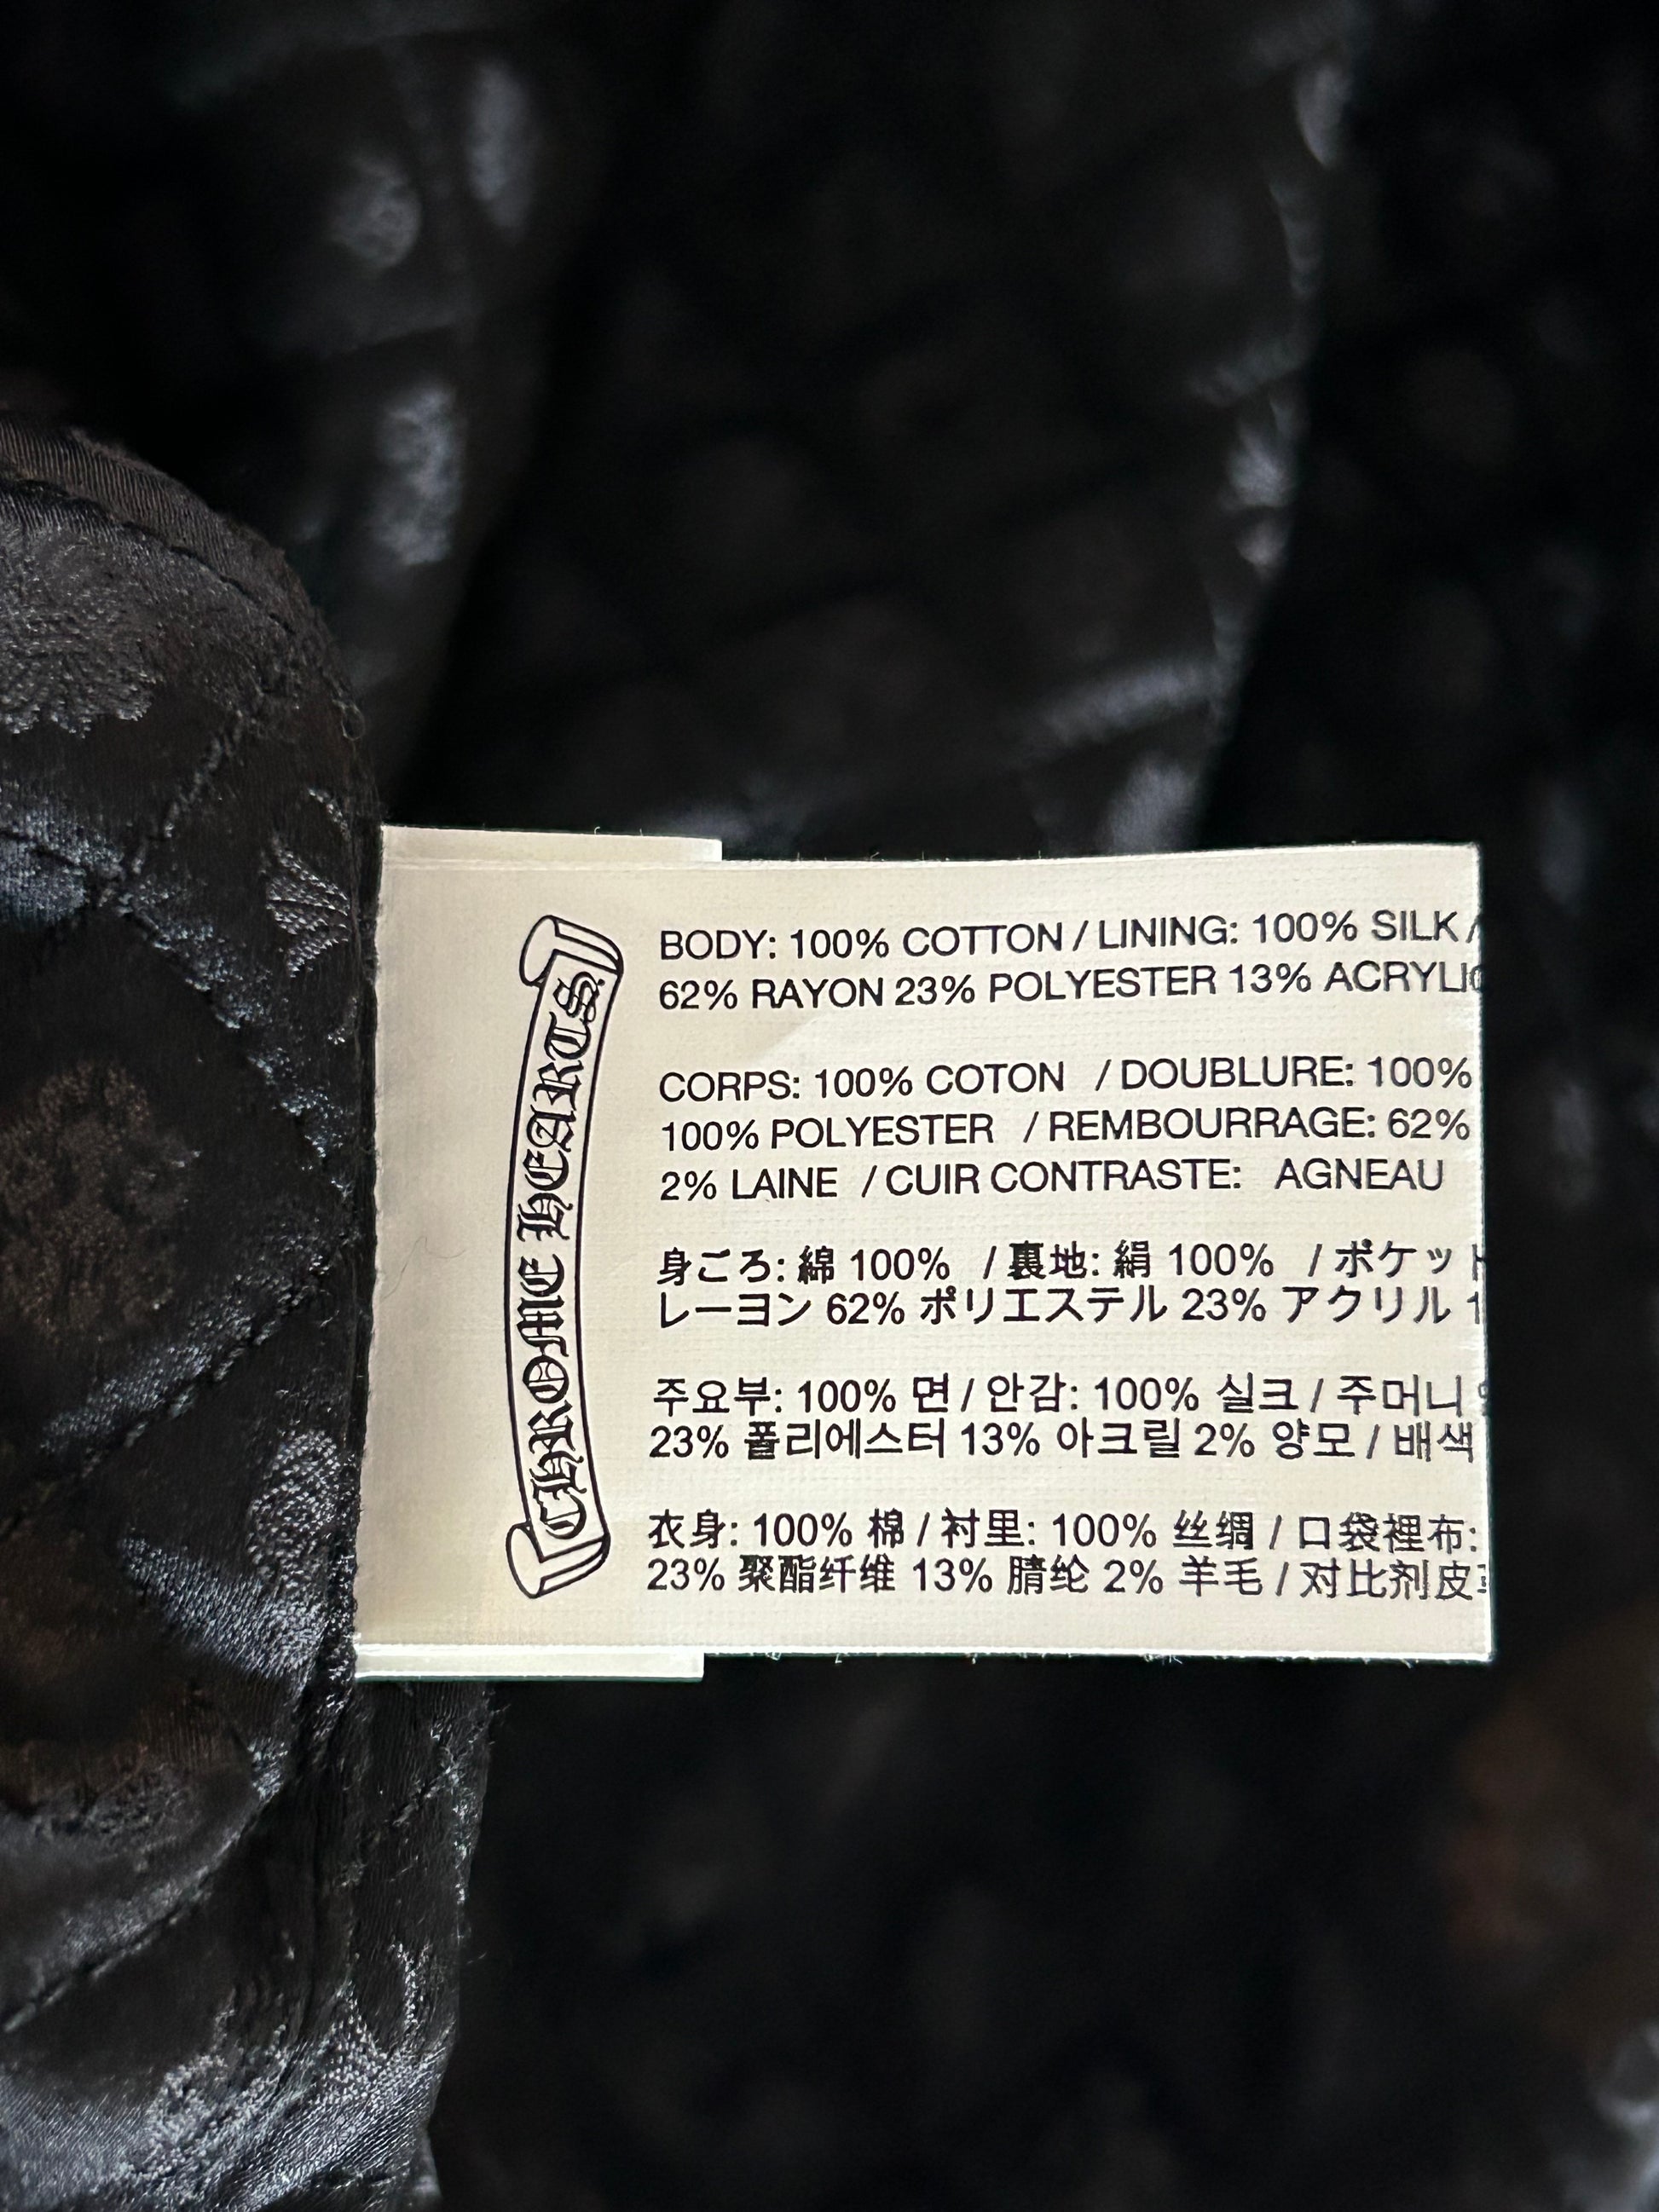 CHROME HEARTS
BODY: 100% COTTON / LINING: 100% SILK /
62% RAYON 23% POLYESTER 13% ACRYLIC
CORPS: 100% COTON / DOUBLURE: 100%
100% POLYESTER / REMBOURRAGE: 62%
2% LAINE / CUIR CONTRASTE: AGNEAU
身ごろ: 綿 100% / 裏地: 絹 100% / ポケット
レーヨン 62% ポリエステル 23% アクリル 1
주요부: 100% 면 / 안감: 100% 실크 / 주머니
23% 폴리에스터 13% 아크릴 2% 양모 / 배색
衣身: 100% 棉 / 衬里: 100% 丝绸 / 口袋裡布:
23% 聚酯纤维 13% 腈纶 2% 羊毛 / 对比剂皮